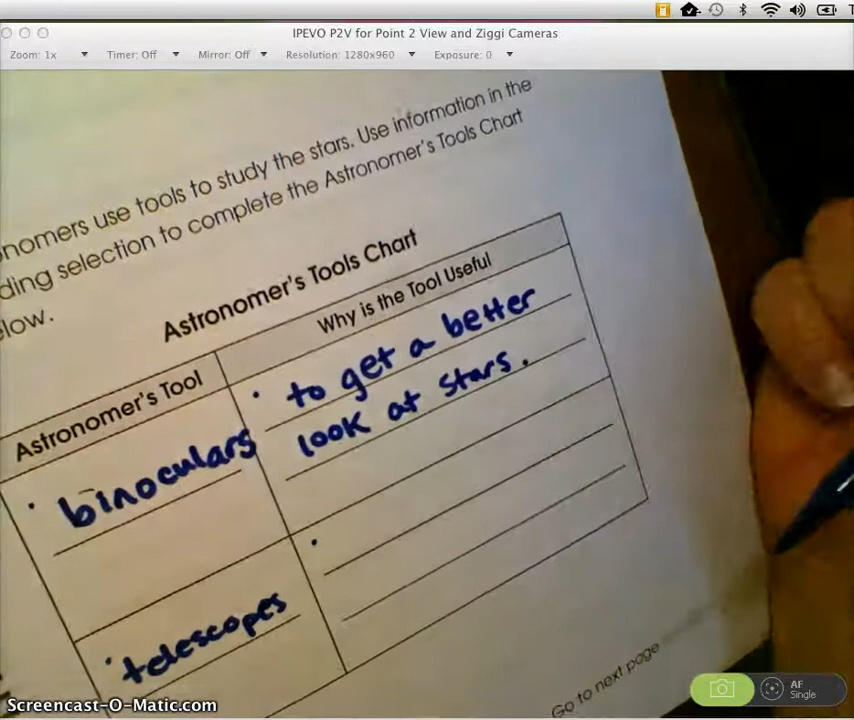 IPEVO P2V for Point 2 View and Ziggi Cameras
Zoom: 1x Timer: Off Mirror: Off Resolution: 1280x960 Exposure: 0
nomers use tools to study the stars. Use information in the
ding selection to complete the Astronomer's Tools Chart
low.
Astronomer's Tools Chart
Astronomer's Tool
Why is the Tool Useful
• binoculars
• to get a better
look at stars.
• telescopes
•
Go to next page
AF
Single
Screencast-O-Matic.com